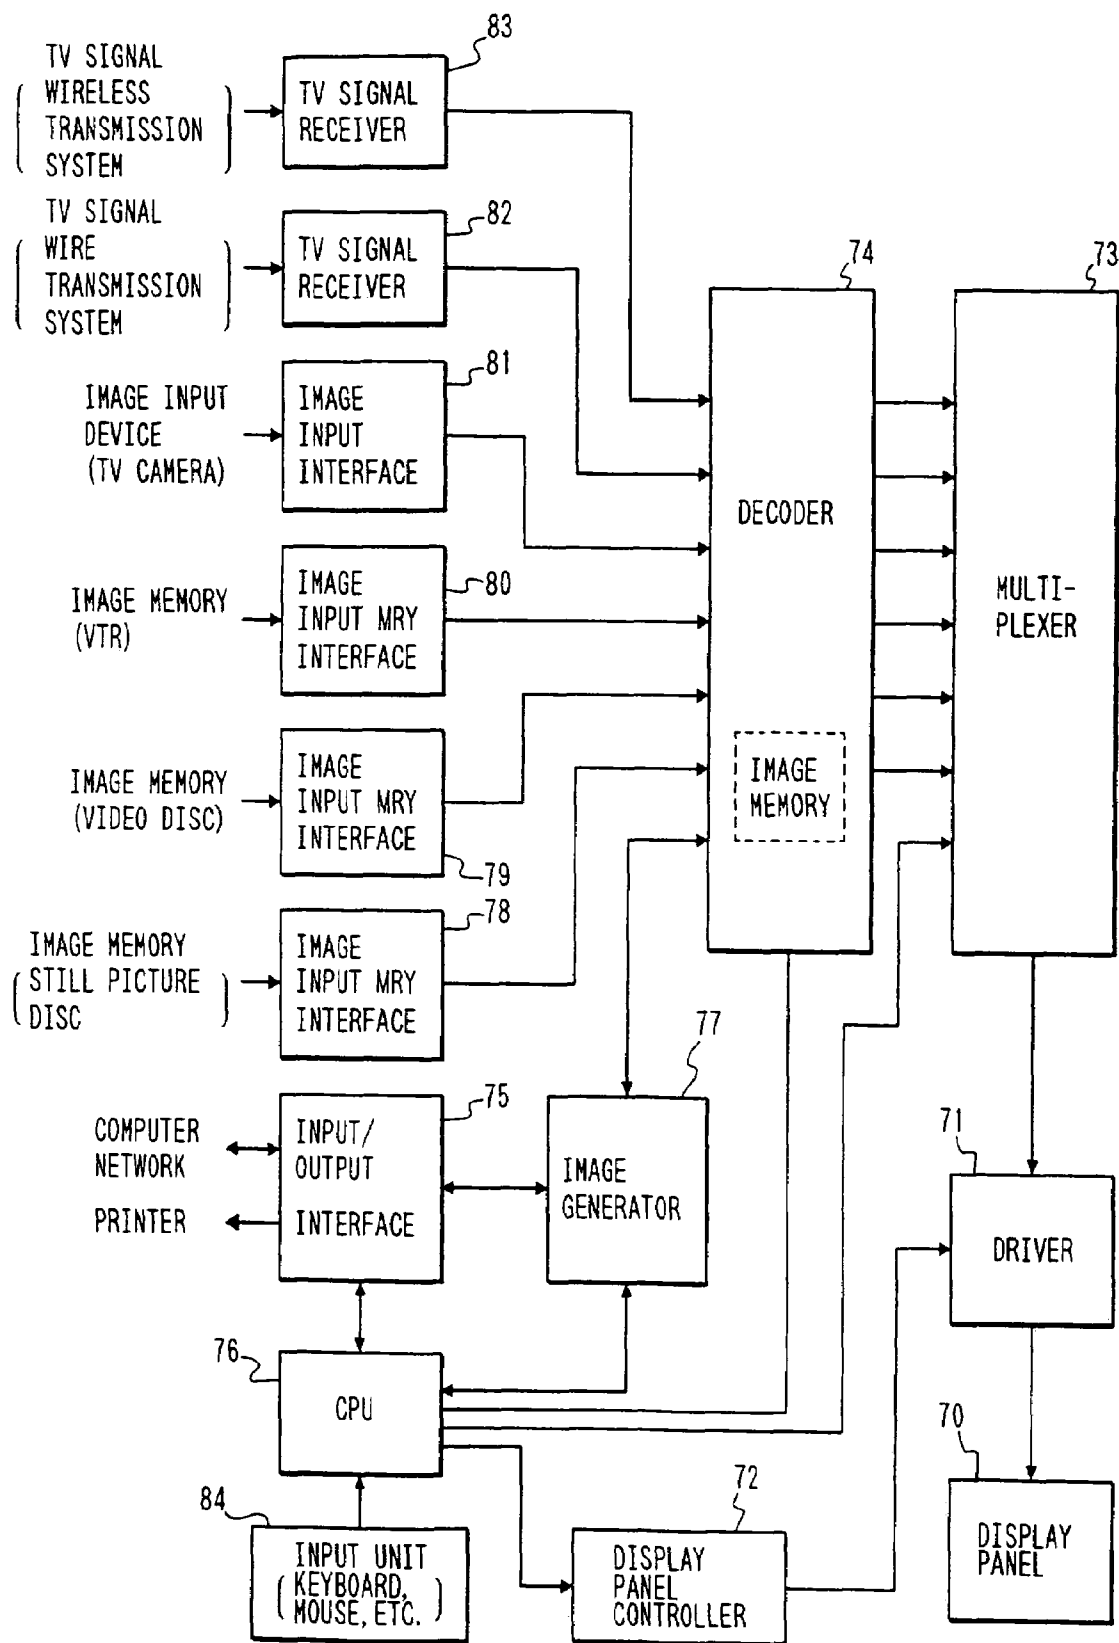 83
TV SIGNAL
WIRELESS
TRANSMISSION
SYSTEM
TV SIGNAL
RECEIVER
82
TV SIGNAL
WIRE
TRANSMISSION
SYSTEM
TV SIGNAL
RECEIVER
74
73
81
IMAGE INPUT
DEVICE
(TV CAMERA)
IMAGE
INPUT
INTERFACE
DECODER
MULTI-
PLEXER
80
IMAGE MEMORY
(VTR)
IMAGE
INPUT MRY
INTERFACE
IMAGE MEMORY
(VIDEO DISC)
IMAGE
INPUT MRY
INTERFACE
79
IMAGE
MEMORY
78
IMAGE MEMORY
STILL PICTURE
DISC
IMAGE
INPUT MRY
INTERFACE
77
75
COMPUTER
NETWORK
PRINTER
INPUT/
OUTPUT
INTERFACE
IMAGE
GENERATOR
71
DRIVER
76
CPU
70
DISPLAY
PANEL
84
INPUT UNIT
(KEYBOARD,
MOUSE, ETC.)
72
DISPLAY
PANEL
CONTROLLER